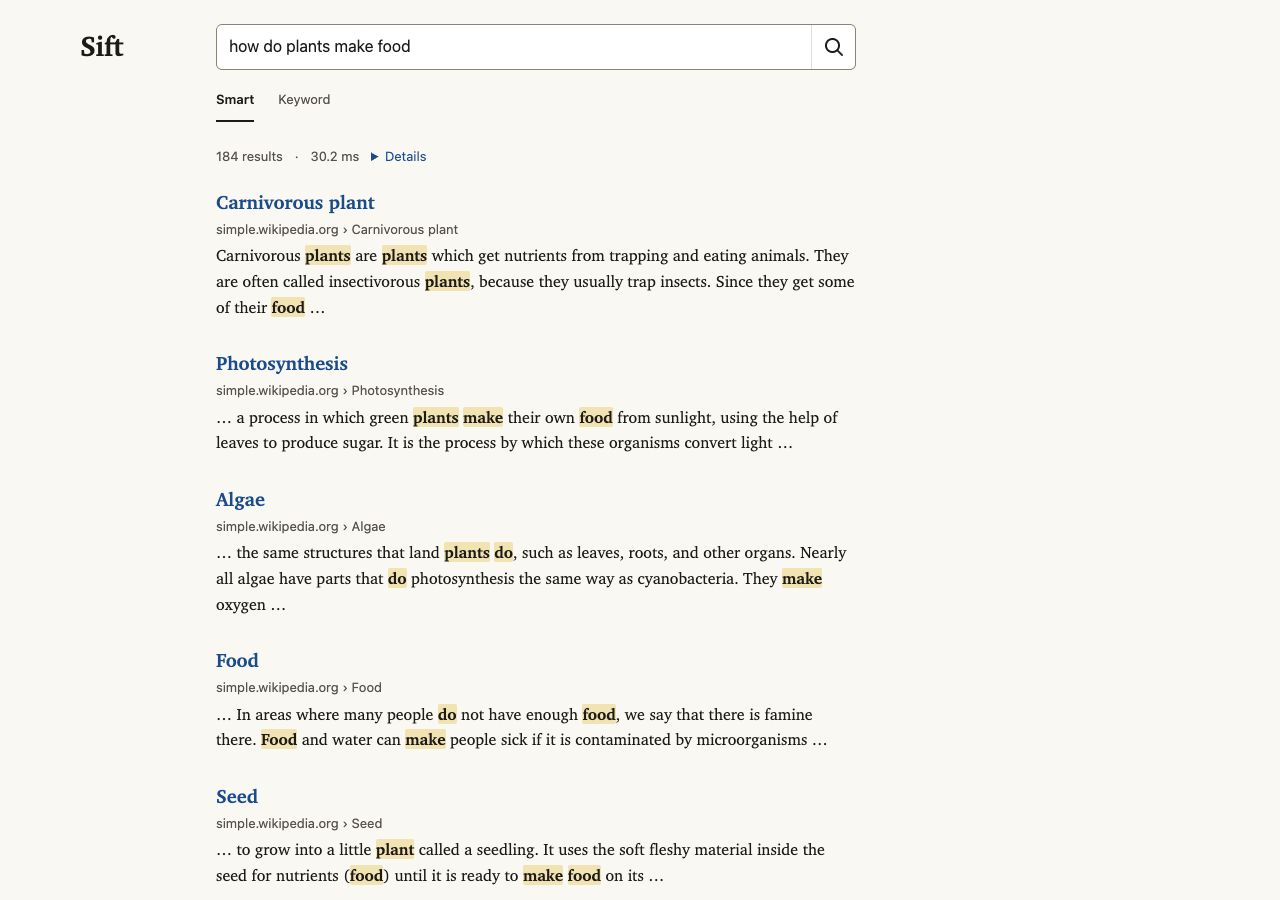 Sift
how do plants make food
Smart Keyword
184 results · 30.2 ms ▶ Details
Carnivorous plant
simple.wikipedia.org › Carnivorous plant
Carnivorous plants are plants which get nutrients from trapping and eating animals. They
are often called insectivorous plants, because they usually trap insects. Since they get some
of their food …
Photosynthesis
simple.wikipedia.org › Photosynthesis
… a process in which green plants make their own food from sunlight, using the help of
leaves to produce sugar. It is the process by which these organisms convert light …
Algae
simple.wikipedia.org › Algae
… the same structures that land plants do, such as leaves, roots, and other organs. Nearly
all algae have parts that do photosynthesis the same way as cyanobacteria. They make
oxygen …
Food
simple.wikipedia.org › Food
… In areas where many people do not have enough food, we say that there is famine
there. Food and water can make people sick if it is contaminated by microorganisms …
Seed
simple.wikipedia.org › Seed
… to grow into a little plant called a seedling. It uses the soft fleshy material inside the
seed for nutrients (food) until it is ready to make food on its …